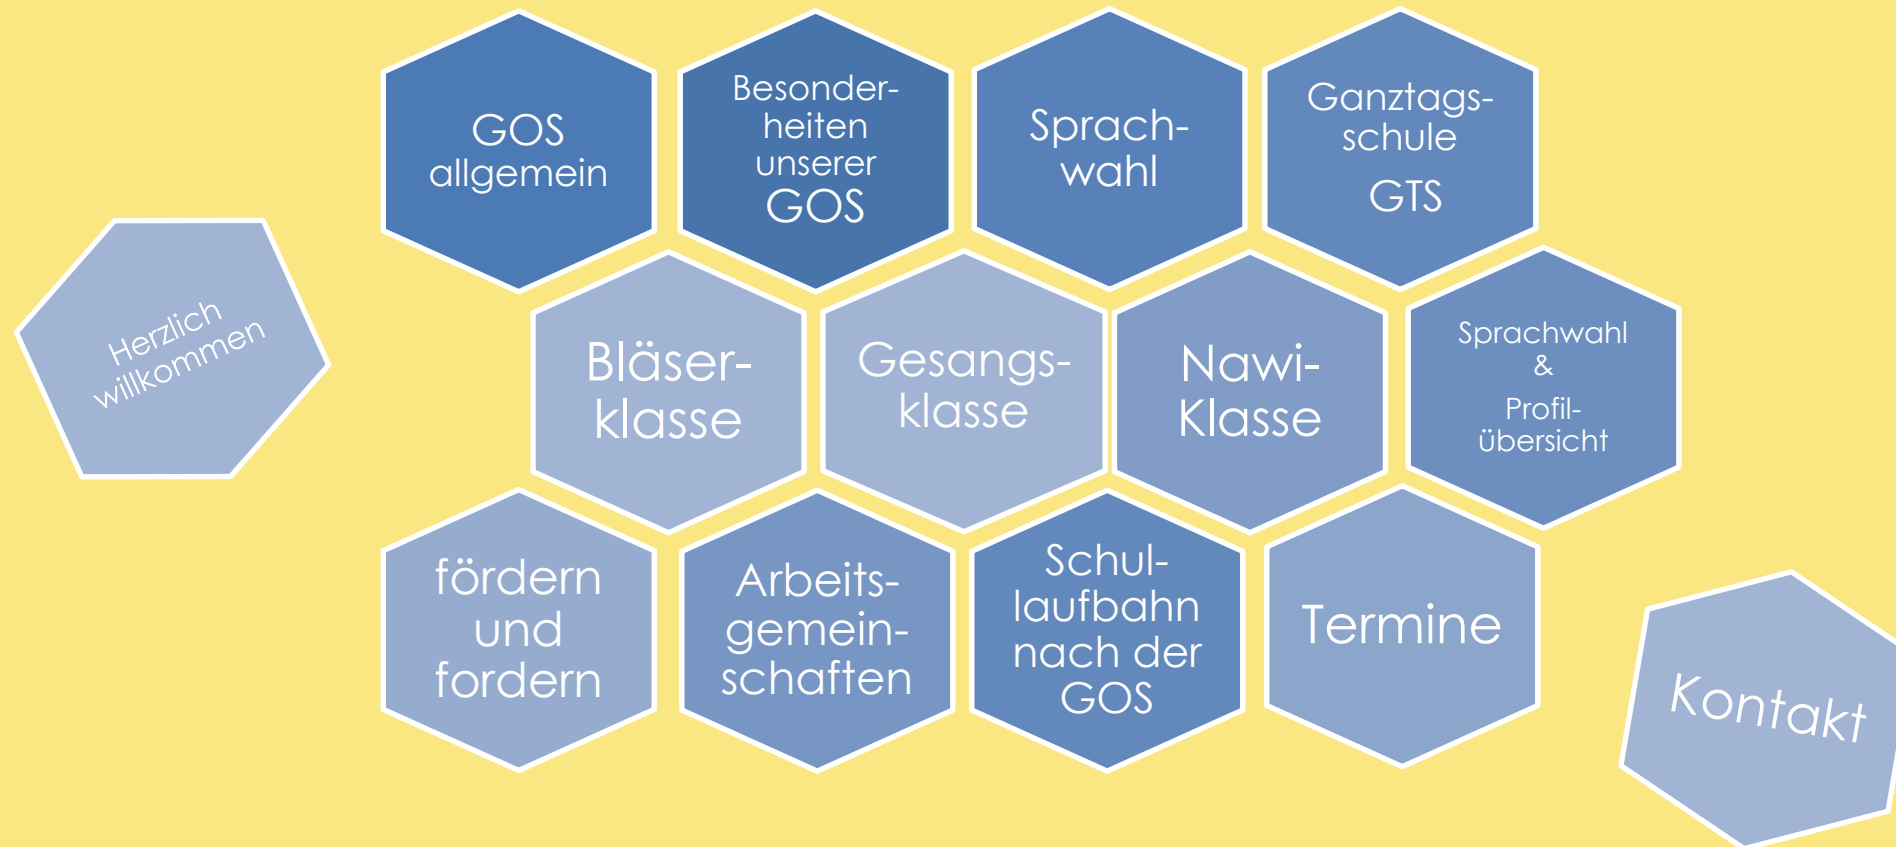 GOS
allgemein
Besonder-
heiten
unserer
GOS
Sprach-
wahl
Ganztags-
schule
GTS
Herzlich
willkommen
Bläser-
klasse
Gesangs-
klasse
Nawi-
Klasse
Sprachwahl
&
Profil-
übersicht
fördern
und
fordern
Arbeits-
gemein-
schaften
Schul-
laufbahn
nach der
GOS
Termine
Kontakt